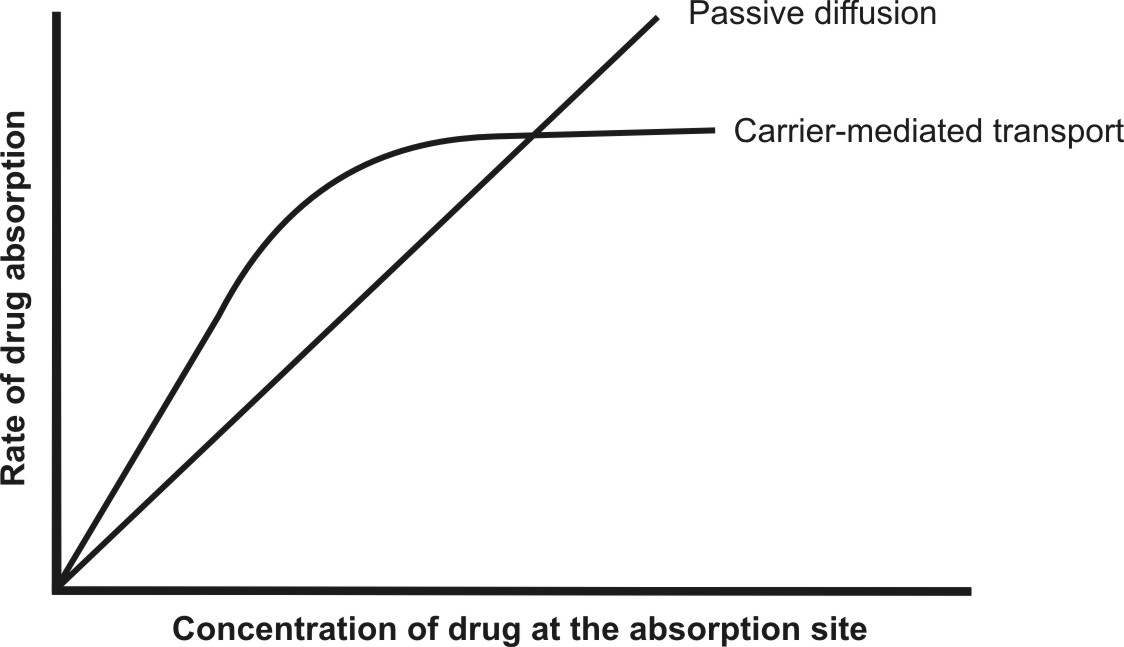 Passive diffusion
Carrier-mediated transport
Rate of drug absorption
Concentration of drug at the absorption site